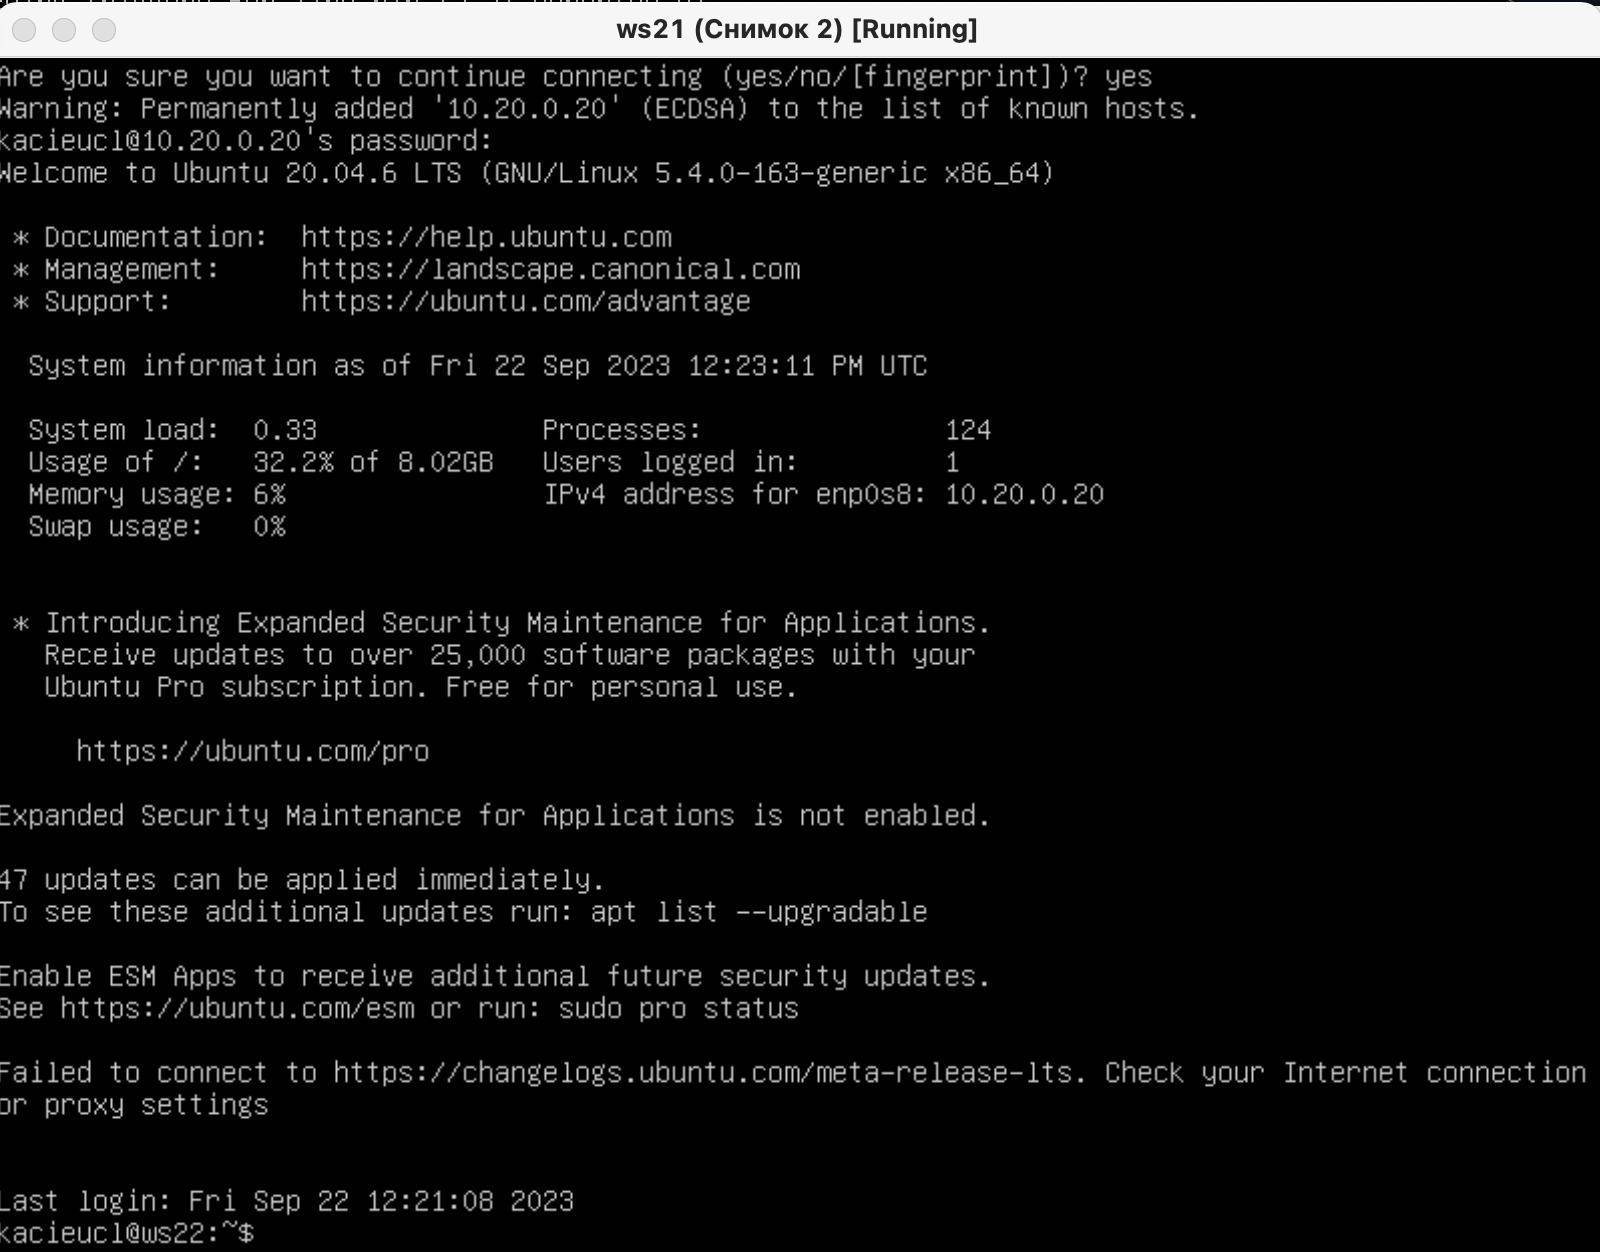 ws21 (Снимок 2) [Running]
Are you sure you want to continue connecting (yes/no/[fingerprint])? yes
Warning: Permanently added '10.20.0.20' (ECDSA) to the list of known hosts.
kacieucl@10.20.0.20's password:
Welcome to Ubuntu 20.04.6 LTS (GNU/Linux 5.4.0-163-generic x86_64)
* Documentation: https://help.ubuntu.com
* Management: https://landscape.canonical.com
* Support: https://ubuntu.com/advantage
System information as of Fri 22 Sep 2023 12:23:11 PM UTC
System load: 0.33 Processes: 124
Usage of /: 32.2% of 8.02GB Users logged in: 1
Memory usage: 6% IPv4 address for enp0s8: 10.20.0.20
Swap usage: 0%
* Introducing Expanded Security Maintenance for Applications.
Receive updates to over 25,000 software packages with your
Ubuntu Pro subscription. Free for personal use.
https://ubuntu.com/pro
Expanded Security Maintenance for Applications is not enabled.
47 updates can be applied immediately.
To see these additional updates run: apt list --upgradable
Enable ESM Apps to receive additional future security updates.
See https://ubuntu.com/esm or run: sudo pro status
Failed to connect to https://changelogs.ubuntu.com/meta-release-lts. Check your Internet connection
or proxy settings
Last login: Fri Sep 22 12:21:08 2023
kacieucl@ws22:~$